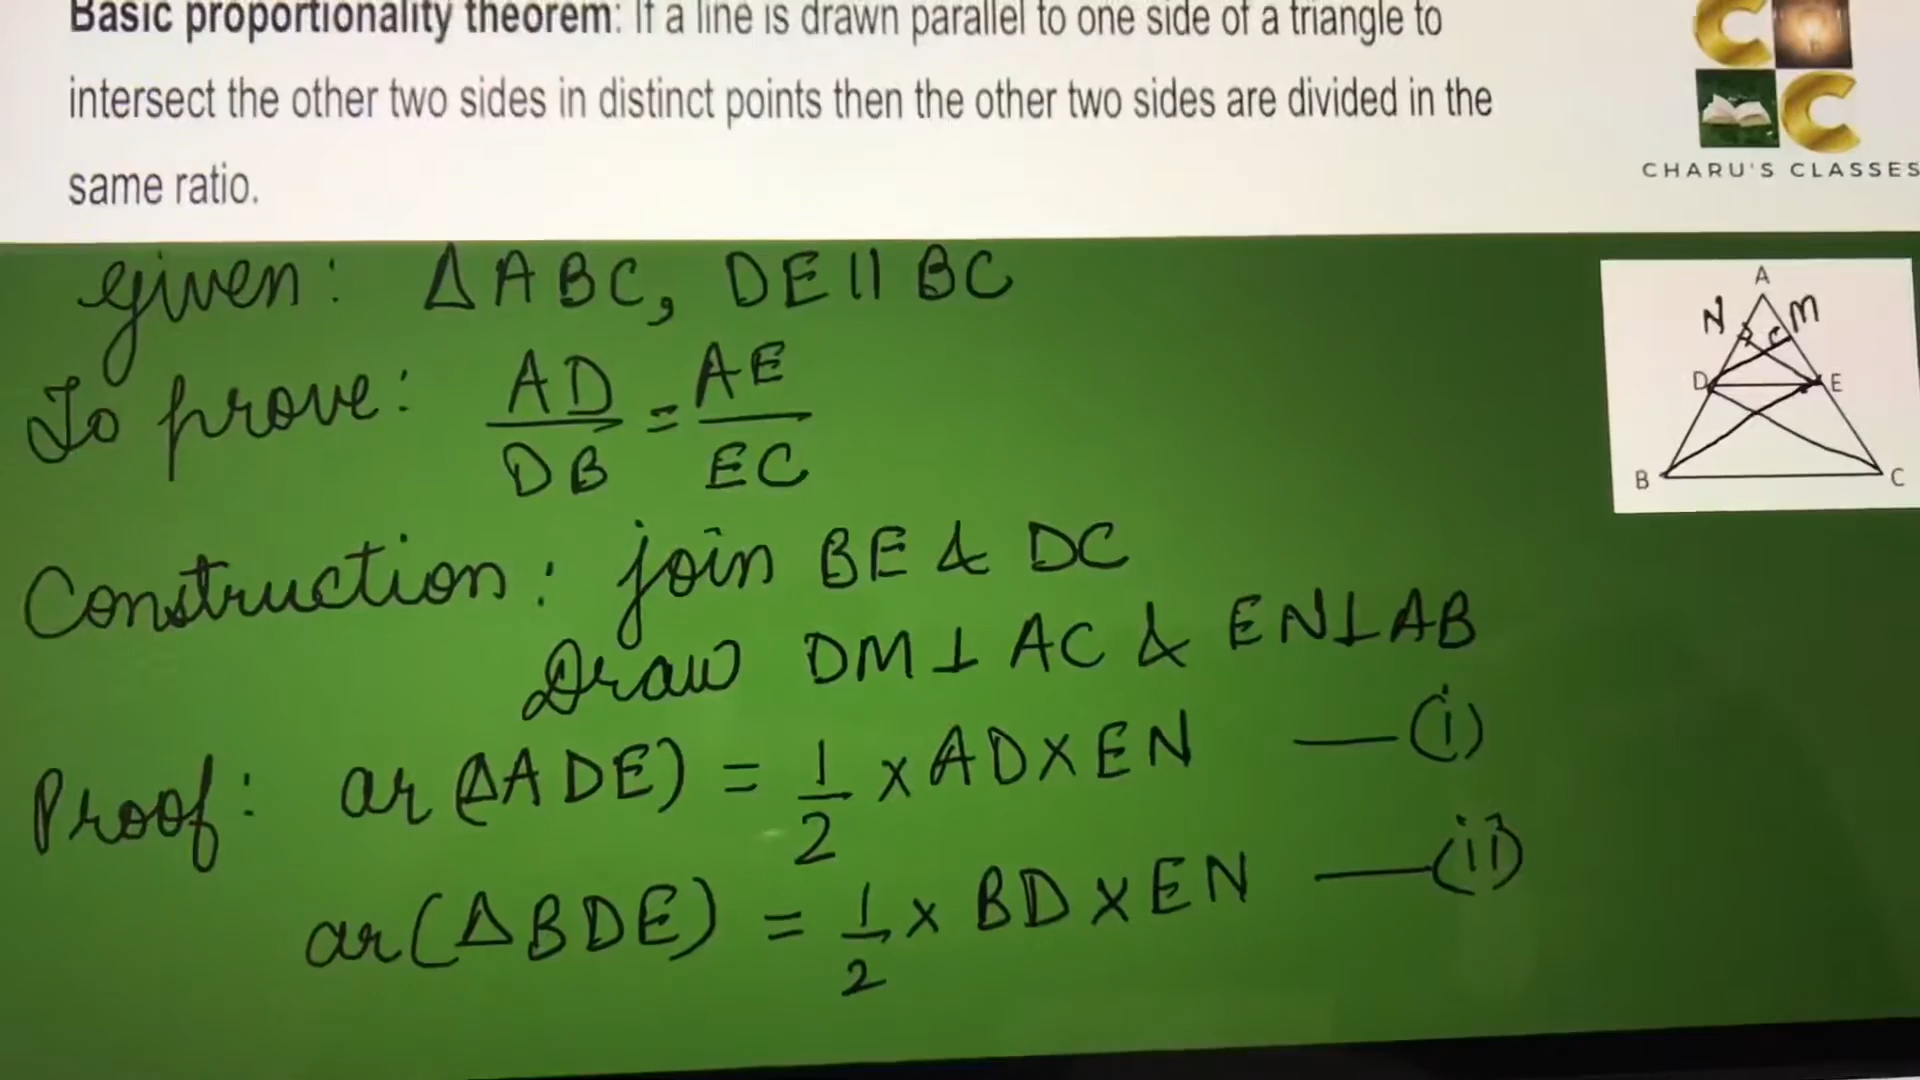 Basic proportionality theorem: If a line is drawn parallel to one side of a triangle to
intersect the other two sides in distinct points then the other two sides are divided in the
same ratio.
CHARU'S CLASSES
given: Δ ABC, DE || BC
To prove: AD/DB = AE/EC
Construction: join BE & DC
Draw DM ⊥ AC & EN ⊥ AB
Proof: ar (ΔADE) = 1/2 × AD × EN —(i)
ar (ΔBDE) = 1/2 × BD × EN —(ii)
A
N M
D E
B C